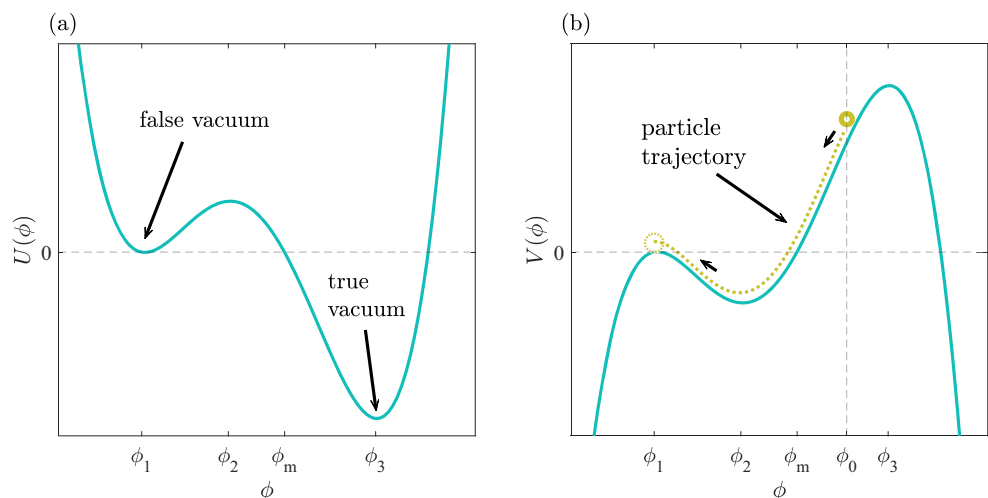 (a)
false vacuum
true
vacuum
U(ϕ)
0
ϕ₁ ϕ₂ ϕₘ ϕ₃
ϕ
(b)
particle
trajectory
V(ϕ)
0
ϕ₁ ϕ₂ ϕₘ ϕ₀ ϕ₃
ϕ